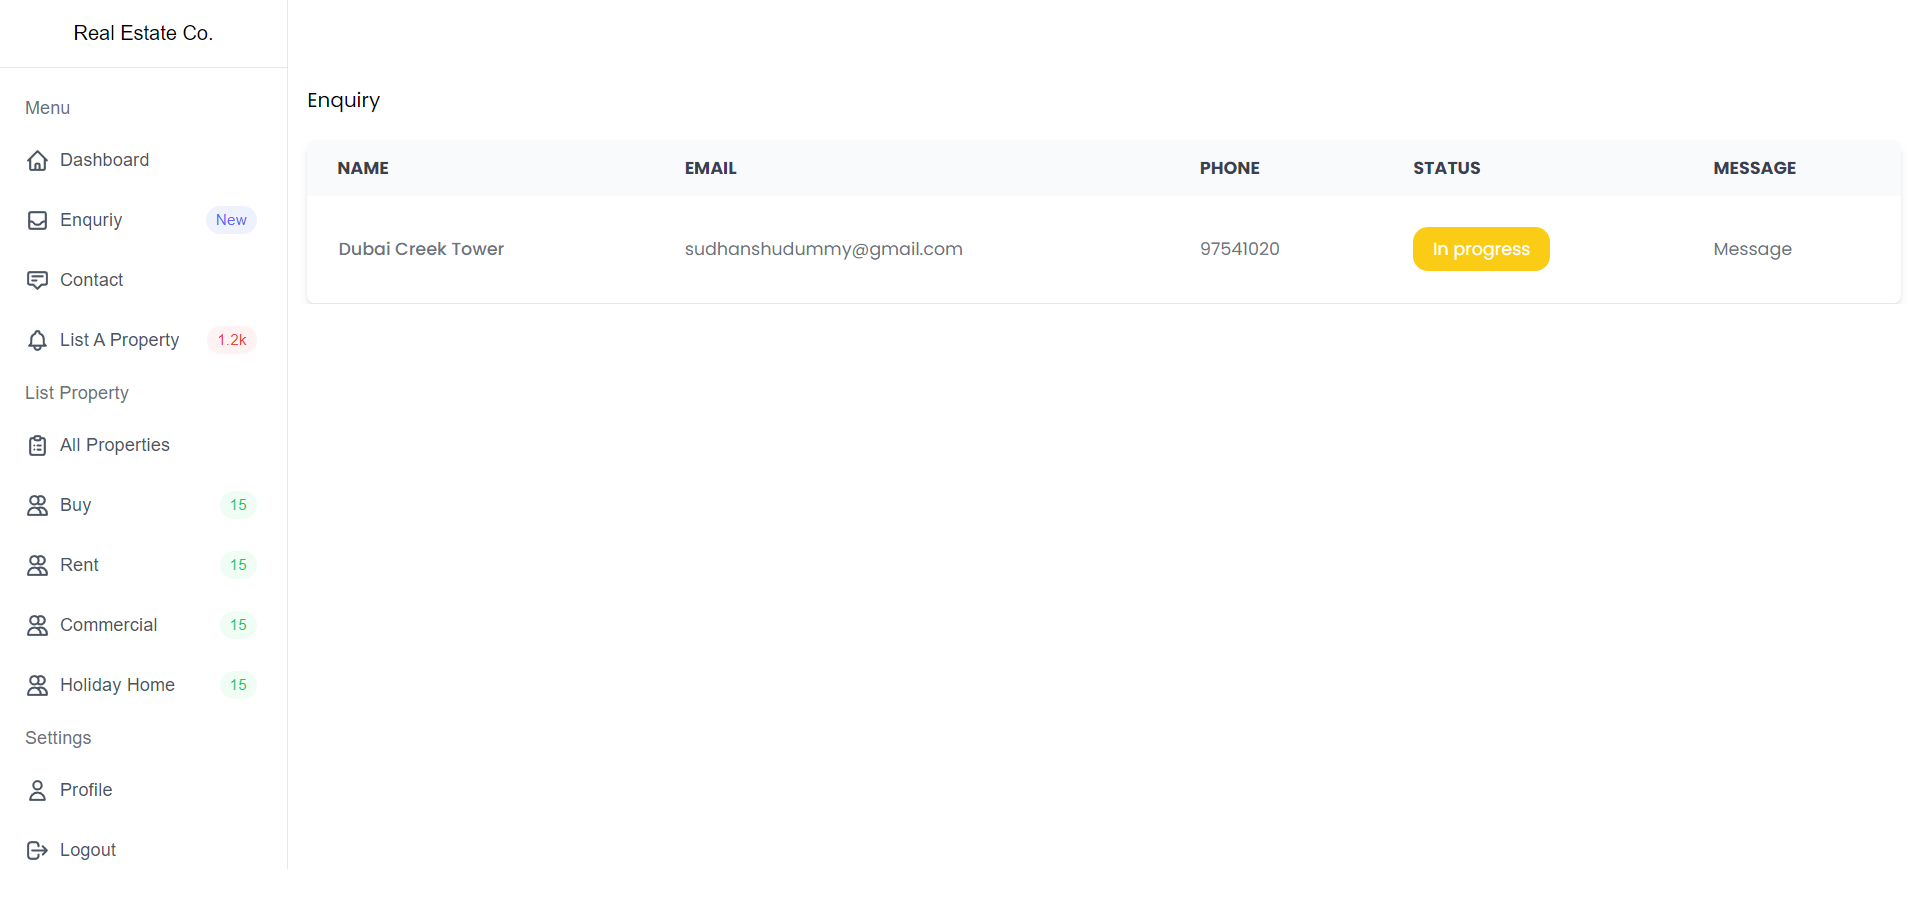 Real Estate Co.
Menu
Dashboard
Enquriy New
Contact
List A Property 1.2k
List Property
All Properties
Buy 15
Rent 15
Commercial 15
Holiday Home 15
Settings
Profile
Logout
Enquiry
NAME EMAIL PHONE STATUS MESSAGE
Dubai Creek Tower sudhanshudummy@gmail.com 97541020 In progress Message